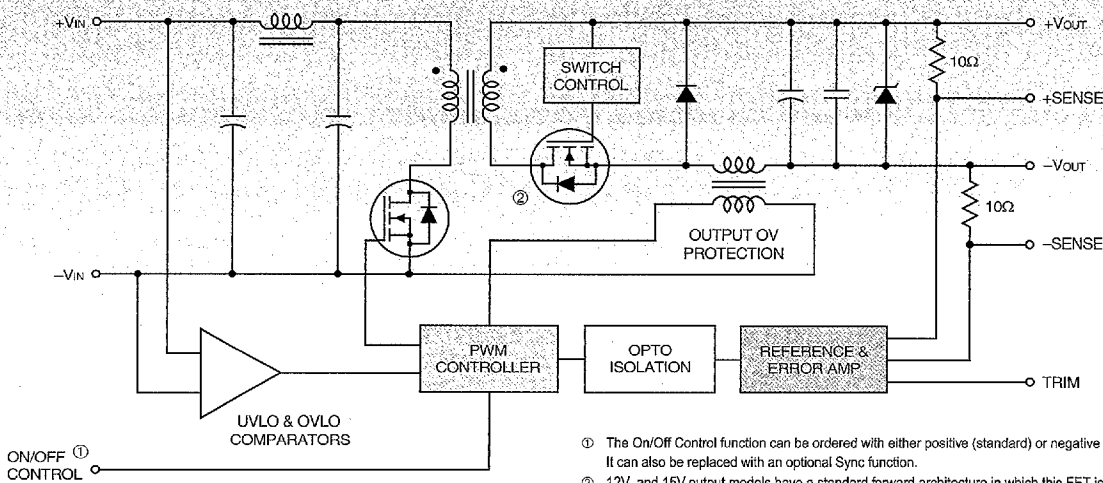 +VIN
+VOUT
SWITCH
CONTROL
10Ω
+SENSE
–VOUT
②
10Ω
OUTPUT OV
PROTECTION
–SENSE
–VIN
PWM
CONTROLLER
OPTO
ISOLATION
REFERENCE &
ERROR AMP
TRIM
UVLO & OVLO
COMPARATORS
ON/OFF ①
CONTROL
① The On/Off Control function can be ordered with either positive (standard) or negative
It can also be replaced with an optional Sync function.
② 12V and 15V output models have a standard forward architecture in which this FET is